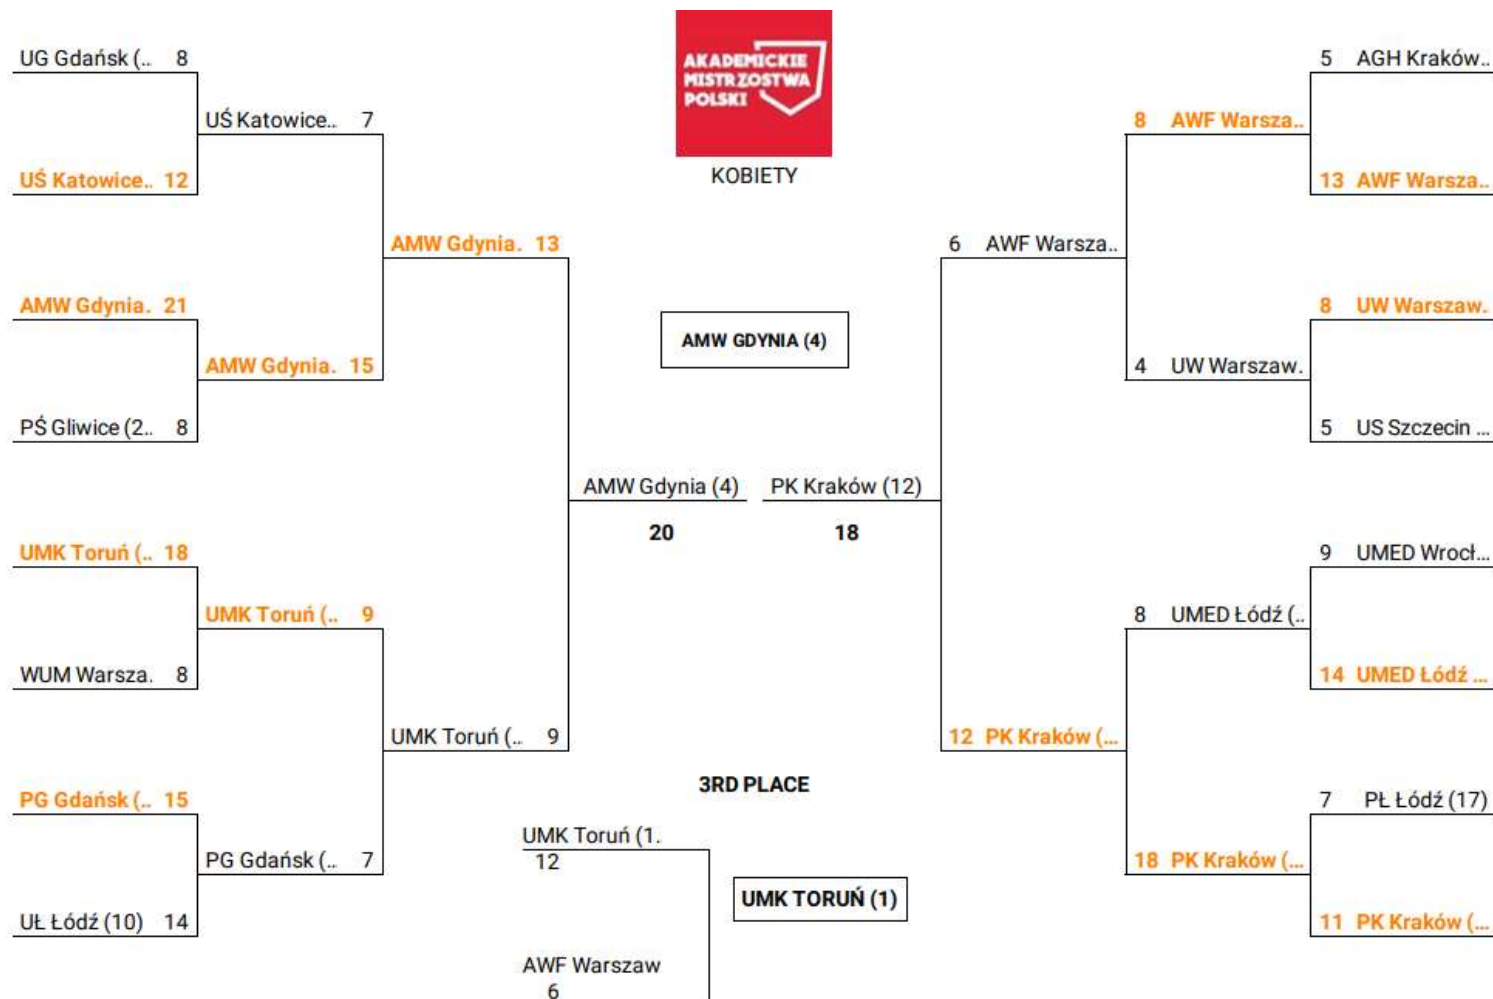 UG Gdańsk (.. 8
UŚ Katowice.. 7
UŚ Katowice.. 12
AMW Gdynia. 13
AMW Gdynia. 21
AMW Gdynia. 15
PŚ Gliwice (2.. 8
UMK Toruń (.. 18
UMK Toruń (.. 9
WUM Warsza. 8
UMK Toruń (.. 9
PG Gdańsk (.. 15
PG Gdańsk (.. 7
UŁ Łódź (10) 14
AKADEMICKIE
MISTRZOSTWA
POLSKI
KOBIETY
AMW GDYNIA (4)
AMW Gdynia (4) PK Kraków (12)
20 18
3RD PLACE
UMK Toruń (1.
12
UMK TORUŃ (1)
AWF Warszaw
6
5 AGH Kraków..
8 AWF Warsza..
13 AWF Warsza..
6 AWF Warsza..
8 UW Warszaw.
4 UW Warszaw.
5 US Szczecin ...
9 UMED Wrocł...
8 UMED Łódź (..
14 UMED Łódź ...
12 PK Kraków (...
7 PŁ Łódź (17)
18 PK Kraków (...
11 PK Kraków (...